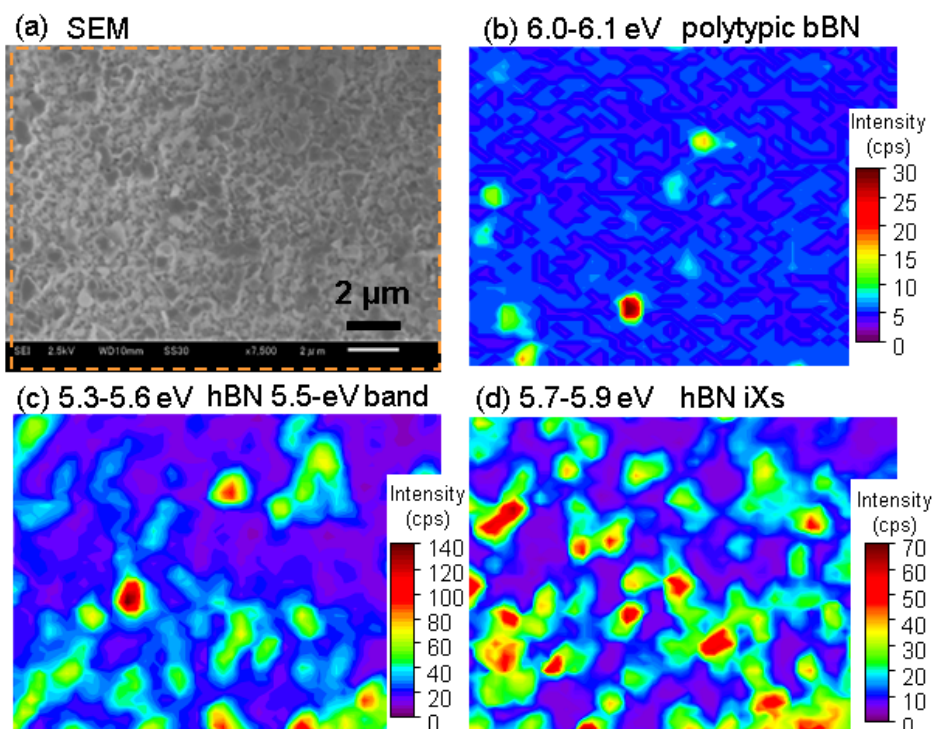 (a) SEM
2 µm
SEI 2.5kV WD10mm SS30 x7,500 2µm
(b) 6.0-6.1 eV polytypic bBN
Intensity
(cps)
30
25
20
15
10
5
0
(c) 5.3-5.6 eV hBN 5.5-eV band
Intensity
(cps)
140
120
100
80
60
40
20
0
(d) 5.7-5.9 eV hBN iXs
Intensity
(cps)
70
60
50
40
30
20
10
0